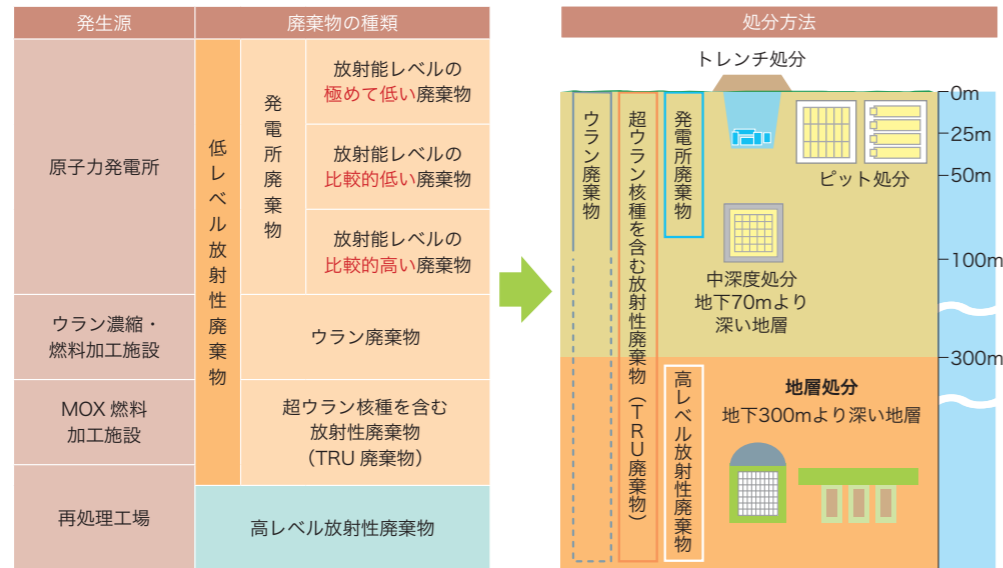 発生源
廃棄物の種類
原子力発電所
低レベル放射性廃棄物
発電所廃棄物
放射能レベルの
極めて低い廃棄物
放射能レベルの
比較的低い廃棄物
放射能レベルの
比較的高い廃棄物
ウラン濃縮・
燃料加工施設
ウラン廃棄物
MOX 燃料
加工施設
超ウラン核種を含む
放射性廃棄物
（TRU 廃棄物）
再処理工場
高レベル放射性廃棄物
処分方法
トレンチ処分
ウラン廃棄物
超ウラン核種を含む放射性廃棄物（TRU廃棄物）
発電所廃棄物
ピット処分
中深度処分
地下70mより
深い地層
高レベル放射性廃棄物
地層処分
地下300mより深い地層
0m
25m
50m
100m
300m